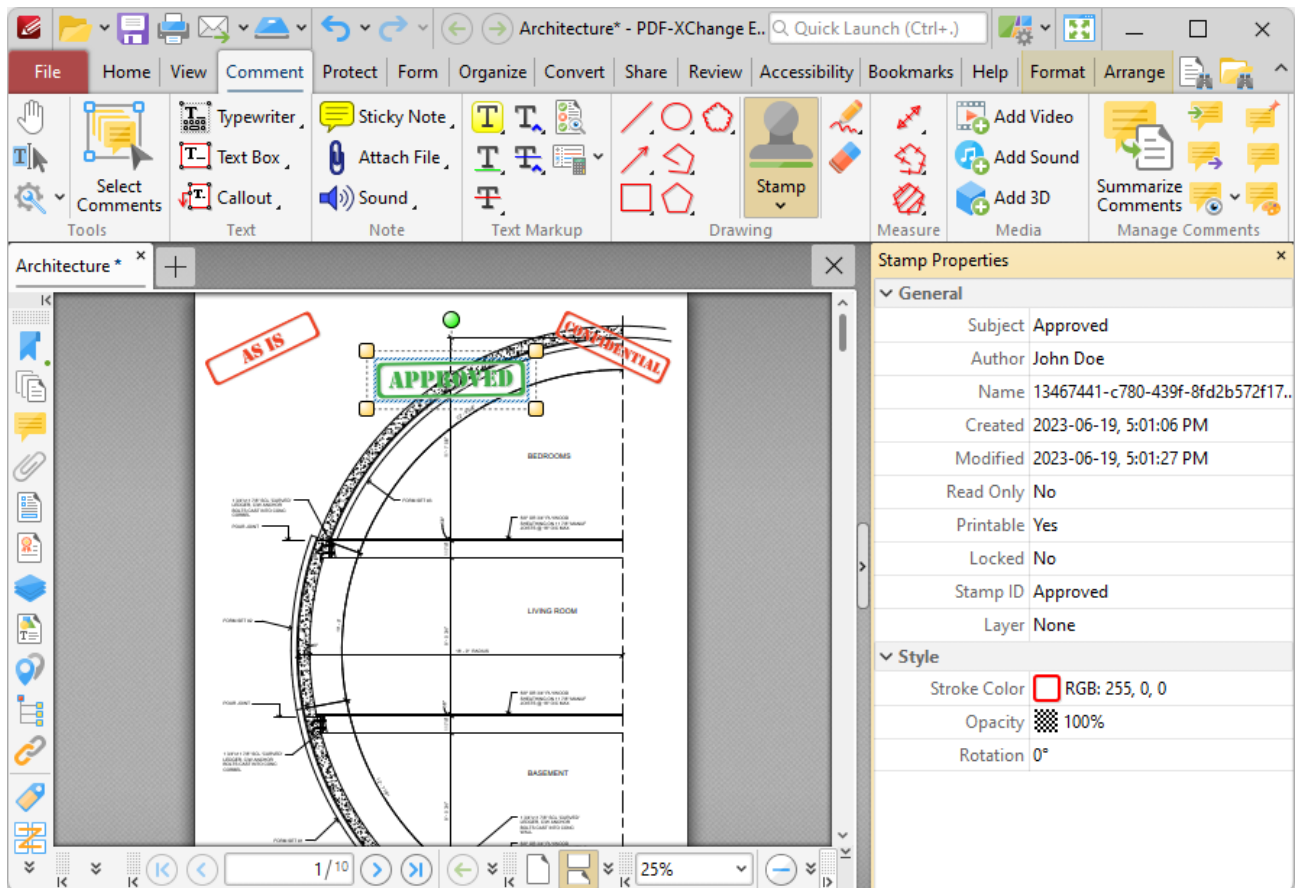 Architecture* - PDF-XChange E..
Quick Launch (Ctrl+.)
File Home View Comment Protect Form Organize Convert Share Review Accessibility Bookmarks Help Format Arrange
Select Comments
Typewriter
Text Box
Callout
Sticky Note
Attach File
Sound
Stamp
Add Video
Add Sound
Add 3D
Summarize Comments
Tools Text Note Text Markup Drawing Measure Media Manage Comments
Architecture *
AS IS
APPROVED
CONFIDENTIAL
BEDROOMS
LIVING ROOM
BASEMENT
1/10
25%
Stamp Properties
General
Subject Approved
Author John Doe
Name 13467441-c780-439f-8fd2b572f17..
Created 2023-06-19, 5:01:06 PM
Modified 2023-06-19, 5:01:27 PM
Read Only No
Printable Yes
Locked No
Stamp ID Approved
Layer None
Style
Stroke Color RGB: 255, 0, 0
Opacity 100%
Rotation 0°